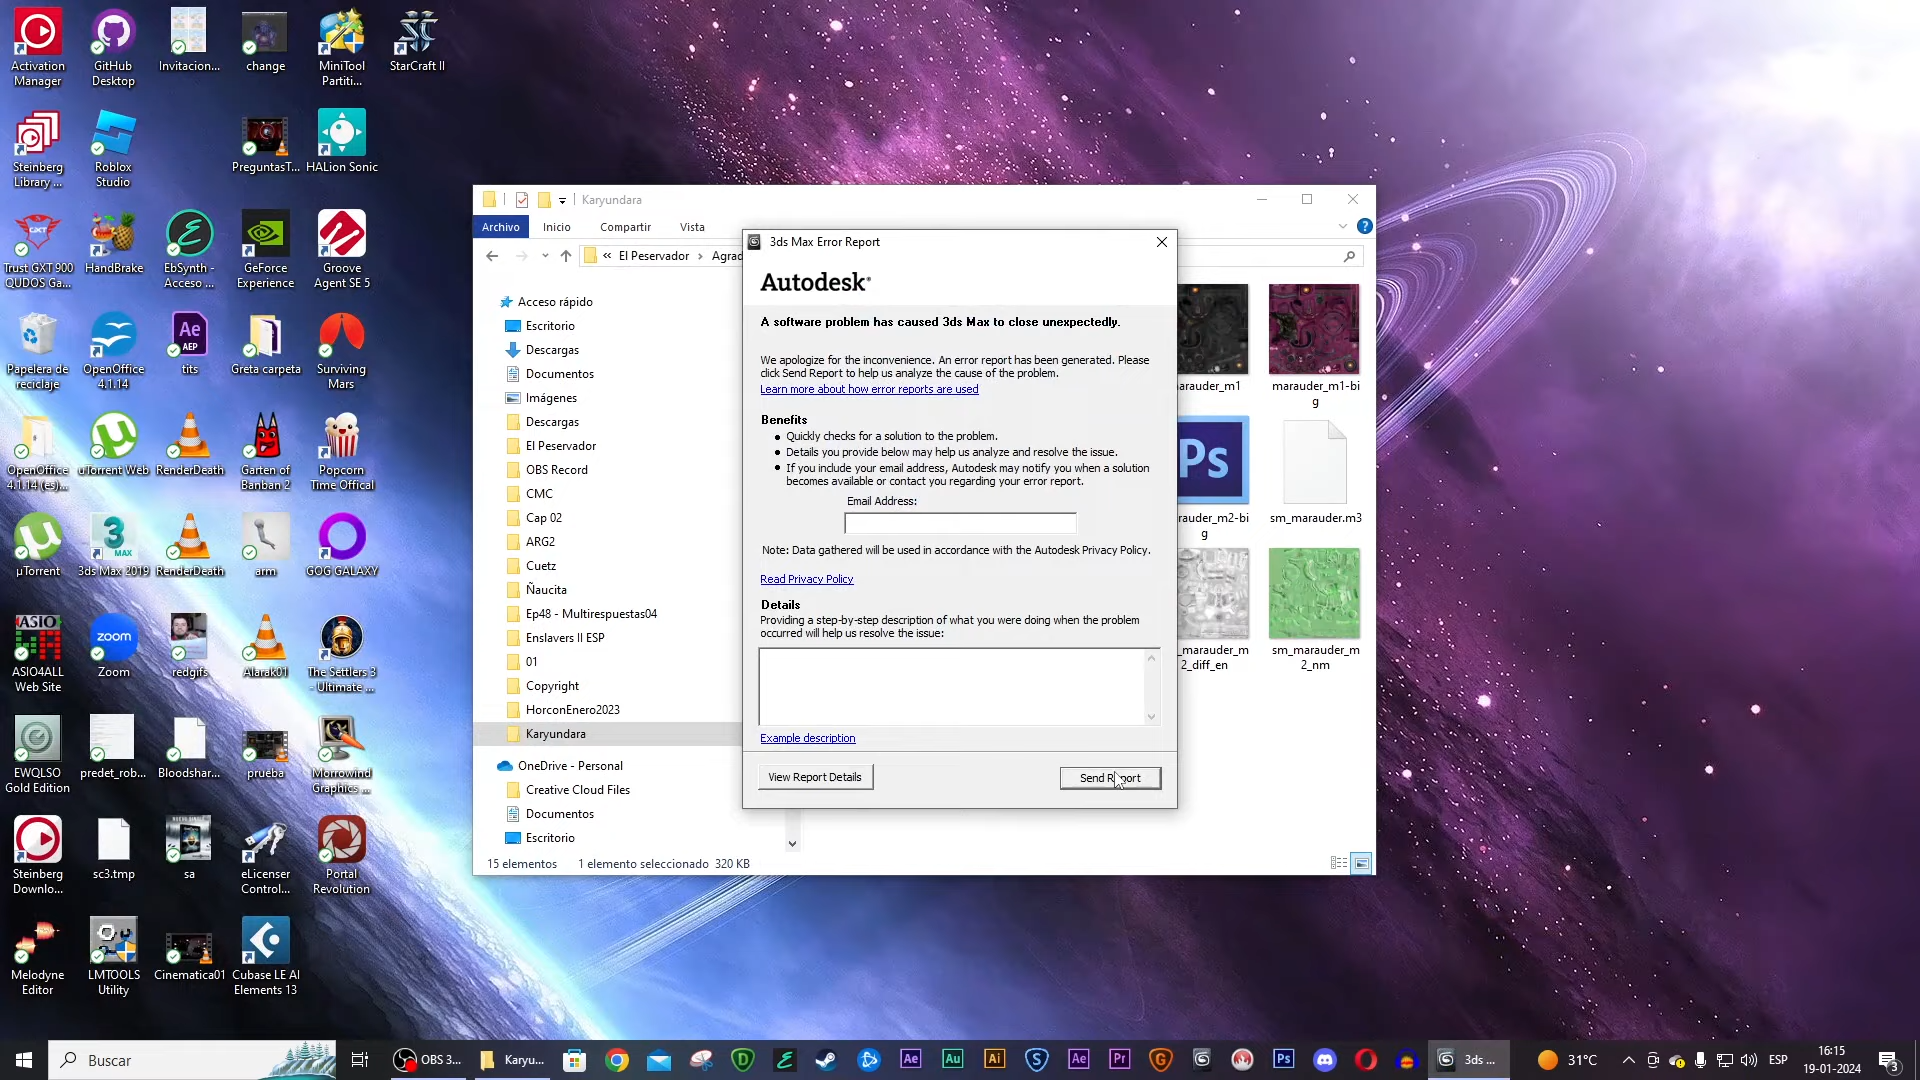 Activation
Manager
GitHub
Desktop
Invitacion...
change
MiniTool
Partiti...
StarCraft II
Steinberg
Library ...
Roblox
Studio
PreguntasT...
HALion Sonic
Trust GXT 900
QUDOS Ga...
HandBrake
EbSynth -
Acceso ...
GeForce
Experience
Groove
Agent SE 5
Papelera de
reciclaje
OpenOffice
4.1.14
Ae
AEP
tits
Greta carpeta
Surviving
Mars
OpenOffice
4.1.14 (es)...
uTorrent Web
RenderDeath
Garten of
Banban 2
Popcorn
Time Offical
µTorrent
3
MAX
3ds Max 2019
RenderDeath
arm
GOG GALAXY
ASIO
ASIO4ALL
Web Site
zoom
Zoom
redgifs
Alarak01
The Settlers 3
- Ultimate ...
EWQLSO
Gold Edition
predet_rob...
Bloodshar...
prueba
Morrowind
Graphics ...
Steinberg
Downlo...
sc3.tmp
sa
eLicenser
Control...
Portal
Revolution
Melodyne
Editor
LMTOOLS
Utility
Cinematica01
Cubase LE AI
Elements 13
Karyundara
Archivo
Inicio
Compartir
Vista
« El Peservador > Agrad
Acceso rápido
Escritorio
Descargas
Documentos
Imágenes
Descargas
El Peservador
OBS Record
CMC
Cap 02
ARG2
Cuetz
Ñaucita
Ep48 - Multirespuestas04
Enslavers II ESP
01
Copyright
HorconEnero2023
Karyundara
OneDrive - Personal
Creative Cloud Files
Documentos
Escritorio
15 elementos
1 elemento seleccionado 320 KB
arauder_m1
marauder_m1-bi
g
Ps
rauder_m2-bi
g
sm_marauder.m3
_marauder_m
2_diff_en
sm_marauder_m
2_nm
3ds Max Error Report
Autodesk®
A software problem has caused 3ds Max to close unexpectedly.
We apologize for the inconvenience. An error report has been generated. Please
click Send Report to help us analyze the cause of the problem.
Learn more about how error reports are used
Benefits
Quickly checks for a solution to the problem.
Details you provide below may help us analyze and resolve the issue.
If you include your email address, Autodesk may notify you when a solution
becomes available or contact you regarding your error report.
Email Address:
Note: Data gathered will be used in accordance with the Autodesk Privacy Policy.
Read Privacy Policy
Details
Providing a step-by-step description of what you were doing when the problem
occurred will help us resolve the issue:
Example description
View Report Details
Send Report
Buscar
OBS 3...
Karyu...
Ae
Au
Ai
Ae
Pr
Ps
3ds ...
31°C
ESP
16:15
19-01-2024
3